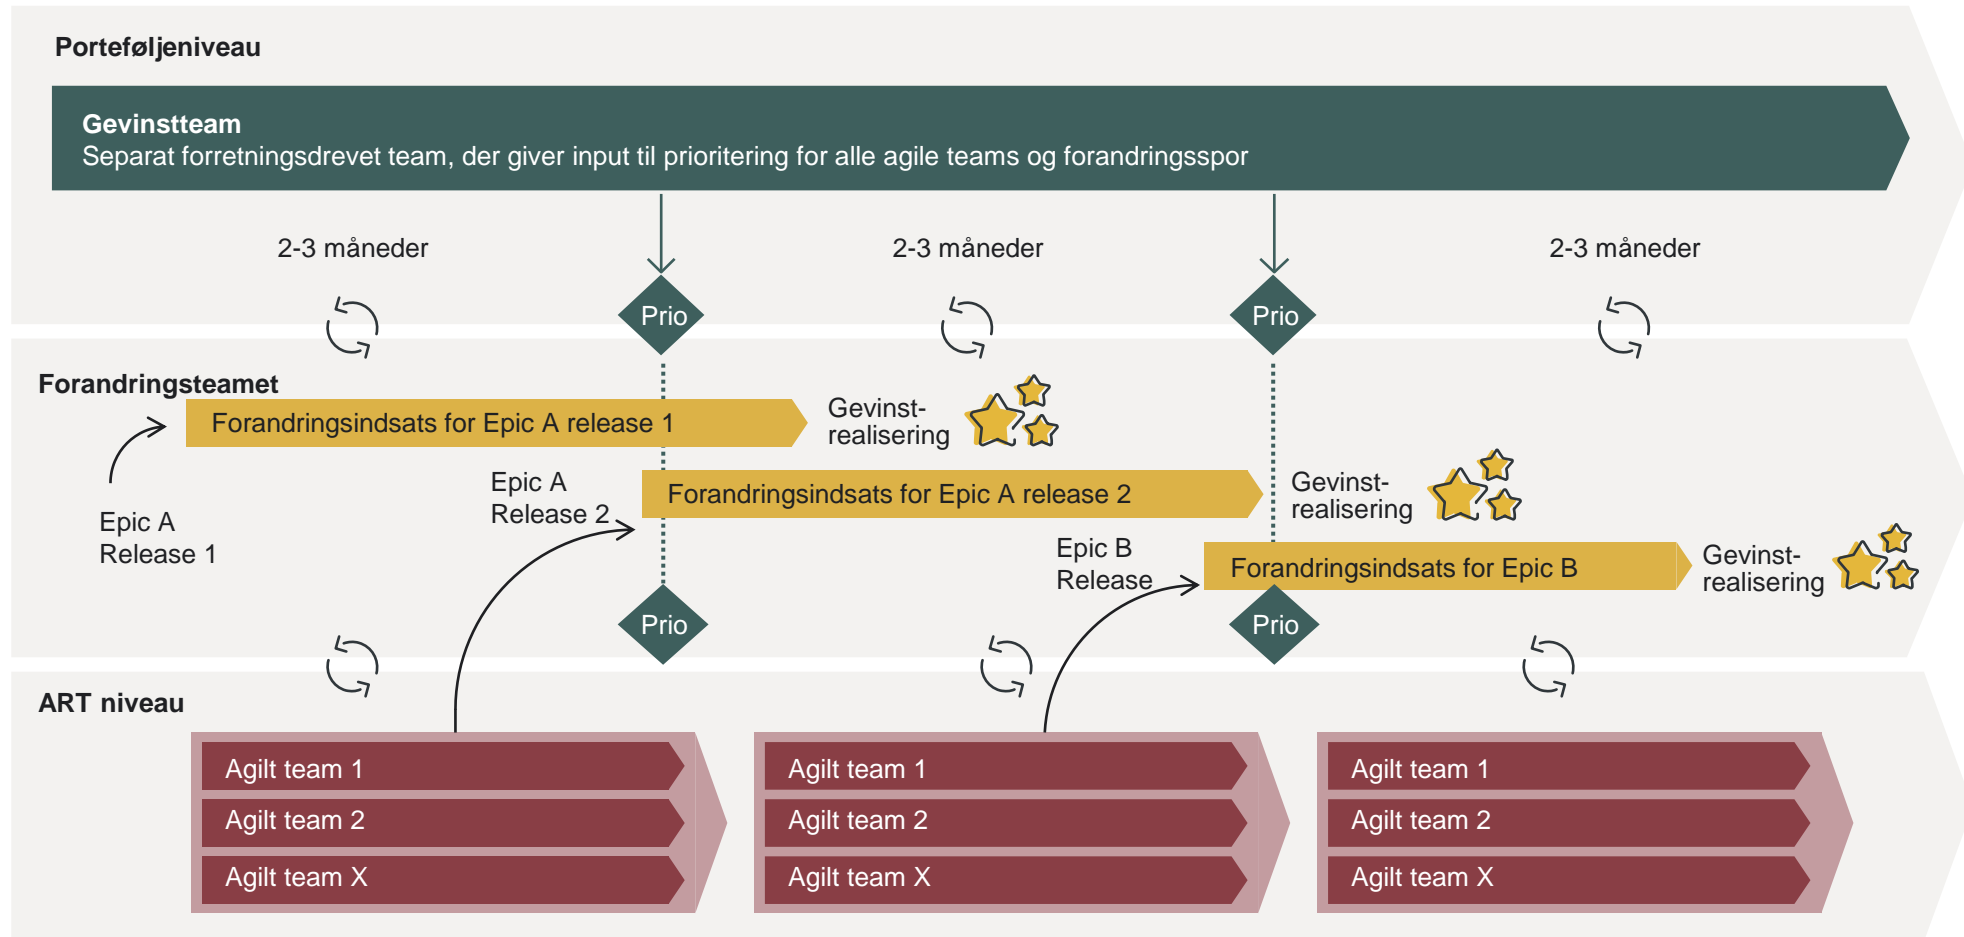 Porteføljeniveau
Gevinstteam
Separat forretningsdrevet team, der giver input til prioritering for alle agile teams og forandringsspor
2-3 måneder
2-3 måneder
2-3 måneder
Prio
Prio
Forandringsteamet
Forandringsindsats for Epic A release 1
Gevinst-
realisering
Epic A
Release 1
Epic A
Release 2
Forandringsindsats for Epic A release 2
Gevinst-
realisering
Epic B
Release
Forandringsindsats for Epic B
Gevinst-
realisering
Prio
Prio
ART niveau
Agilt team 1
Agilt team 2
Agilt team X
Agilt team 1
Agilt team 2
Agilt team X
Agilt team 1
Agilt team 2
Agilt team X